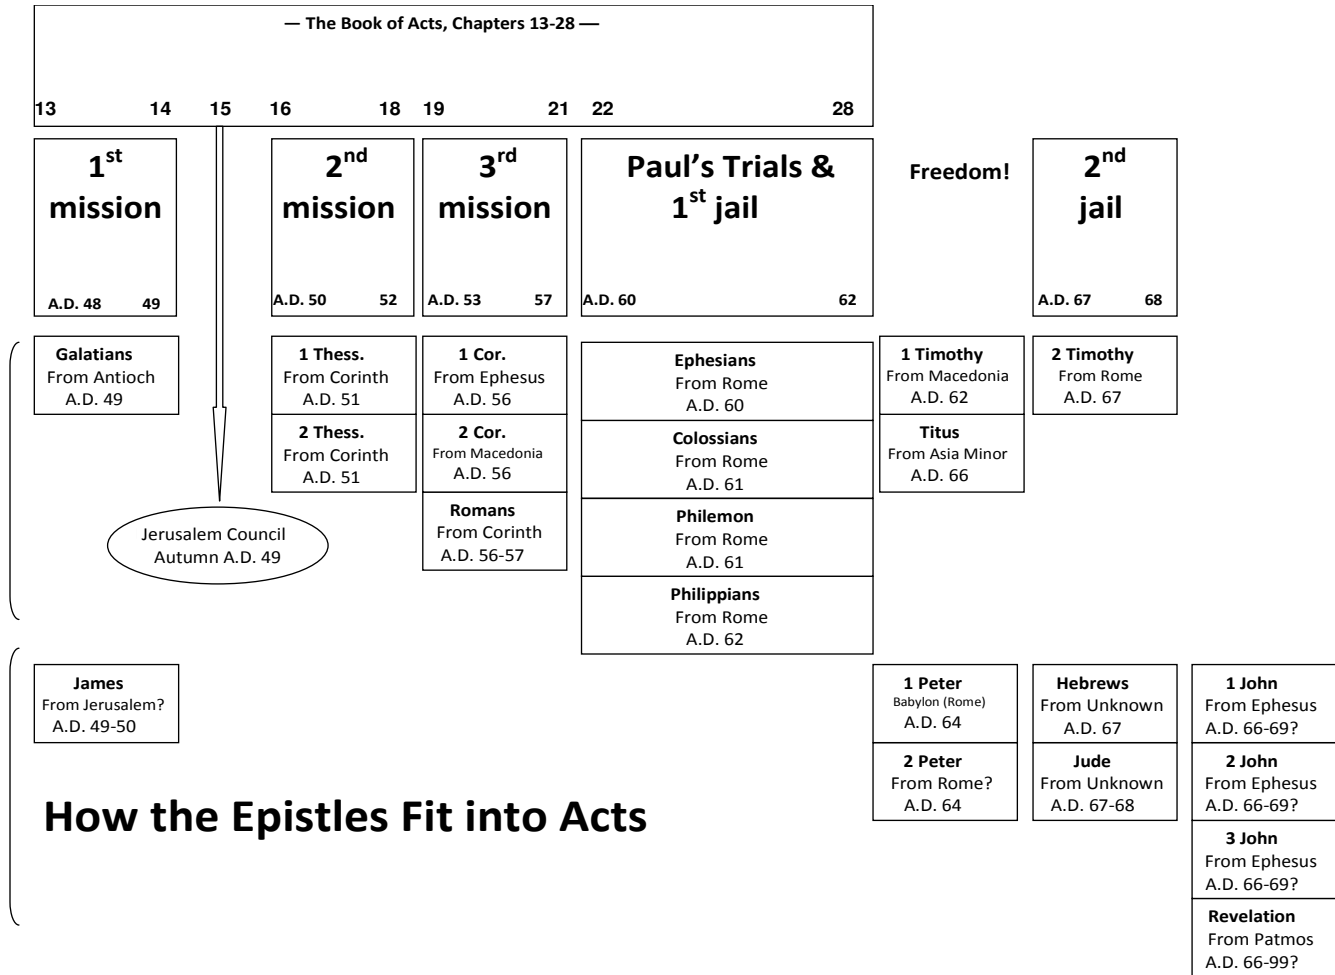 — The Book of Acts, Chapters 13-28 —
13 14 15 16 18 19 21 22 28
1st
mission
A.D. 48 49
2nd
mission
A.D. 50 52
3rd
mission
A.D. 53 57
Paul's Trials &
1st jail
A.D. 60 62
Freedom!
2nd
jail
A.D. 67 68
Galatians
From Antioch
A.D. 49
Jerusalem Council
Autumn A.D. 49
1 Thess.
From Corinth
A.D. 51
2 Thess.
From Corinth
A.D. 51
1 Cor.
From Ephesus
A.D. 56
2 Cor.
From Macedonia
A.D. 56
Romans
From Corinth
A.D. 56-57
Ephesians
From Rome
A.D. 60
Colossians
From Rome
A.D. 61
Philemon
From Rome
A.D. 61
Philippians
From Rome
A.D. 62
1 Timothy
From Macedonia
A.D. 62
Titus
From Asia Minor
A.D. 66
2 Timothy
From Rome
A.D. 67
James
From Jerusalem?
A.D. 49-50
1 Peter
Babylon (Rome)
A.D. 64
2 Peter
From Rome?
A.D. 64
Hebrews
From Unknown
A.D. 67
Jude
From Unknown
A.D. 67-68
1 John
From Ephesus
A.D. 66-69?
2 John
From Ephesus
A.D. 66-69?
3 John
From Ephesus
A.D. 66-69?
Revelation
From Patmos
A.D. 66-99?
How the Epistles Fit into Acts